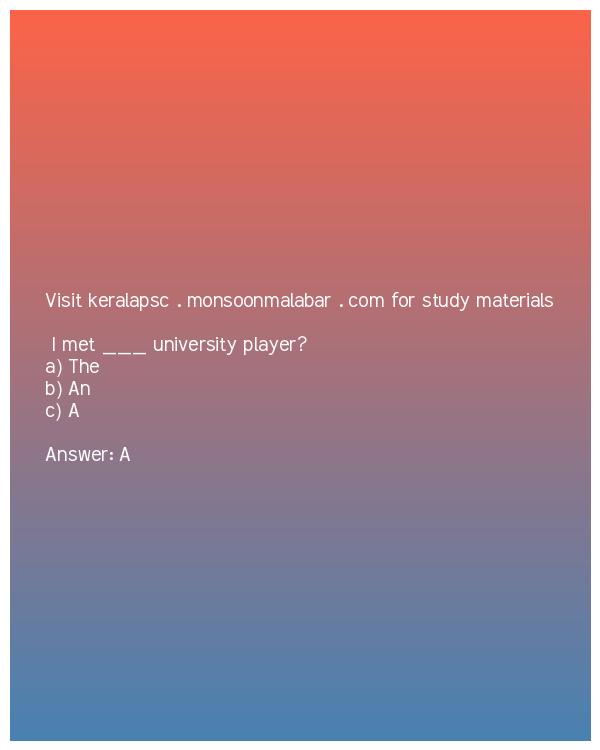 Visit keralapsc .monsoonmalabar .com for study materials
I met ___ university player?
a) The
b) An
c) A
Answer: A